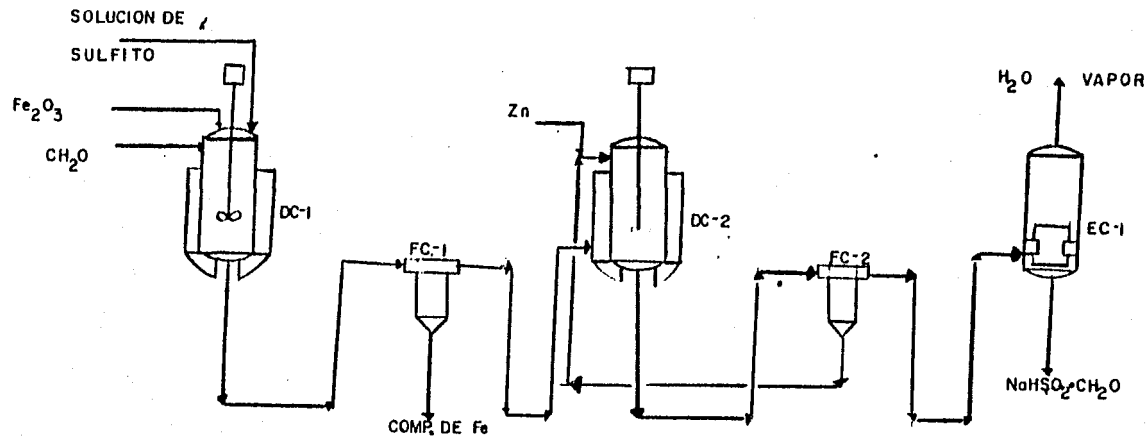 SOLUCION DE
SULFITO
Fe₂O₃
CH₂O
DC-1
FC-1
COMP. DE Fe
Zn
DC-2
FC-2
H₂O VAPOR
EC-1
NaHSO₂•CH₂O